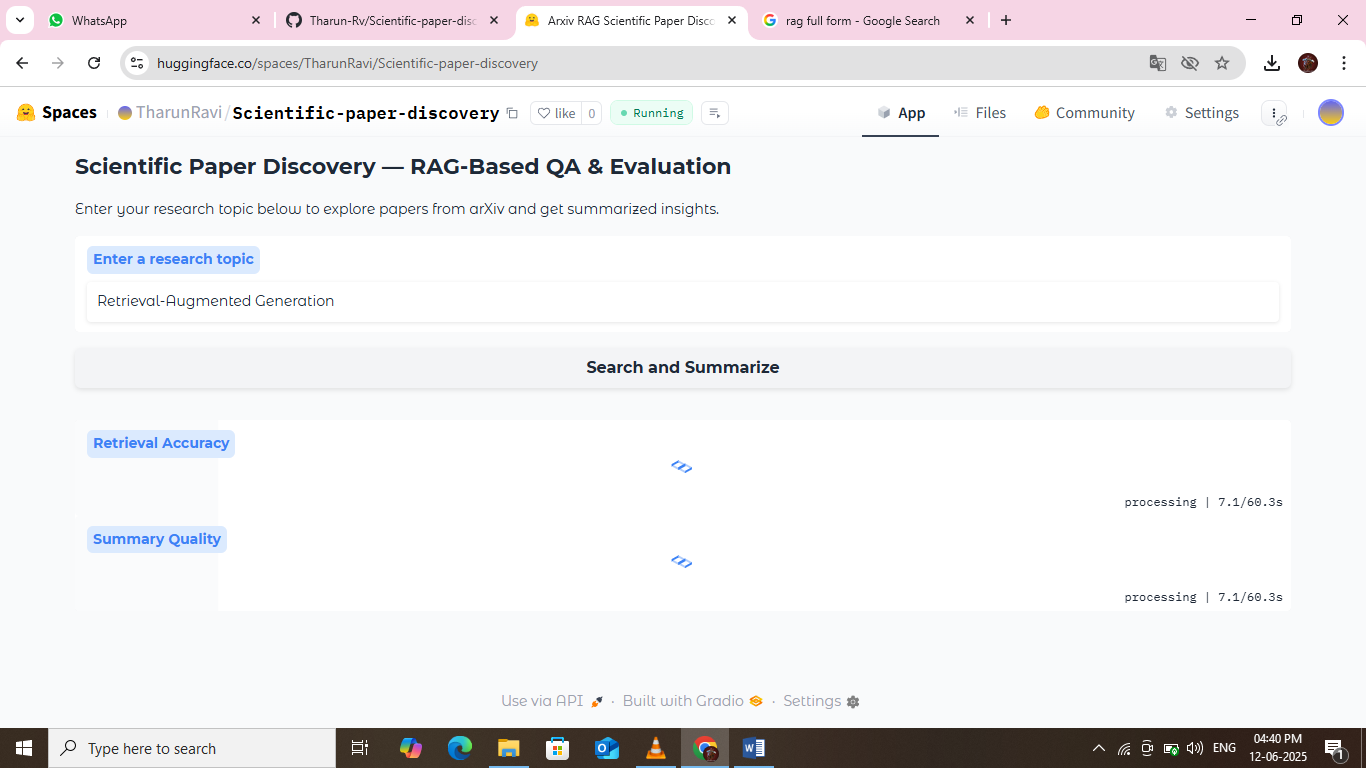 WhatsApp
Tharun-Rv/Scientific-paper-disc
Arxiv RAG Scientific Paper Disco
rag full form - Google Search
huggingface.co/spaces/TharunRavi/Scientific-paper-discovery
Spaces TharunRavi/Scientific-paper-discovery like 0 Running App Files Community Settings
Scientific Paper Discovery — RAG-Based QA & Evaluation
Enter your research topic below to explore papers from arXiv and get summarized insights.
Enter a research topic
Retrieval-Augmented Generation
Search and Summarize
Retrieval Accuracy
processing | 7.1/60.3s
Summary Quality
processing | 7.1/60.3s
Use via API · Built with Gradio · Settings
Type here to search
ENG
04:40 PM
12-06-2025
1